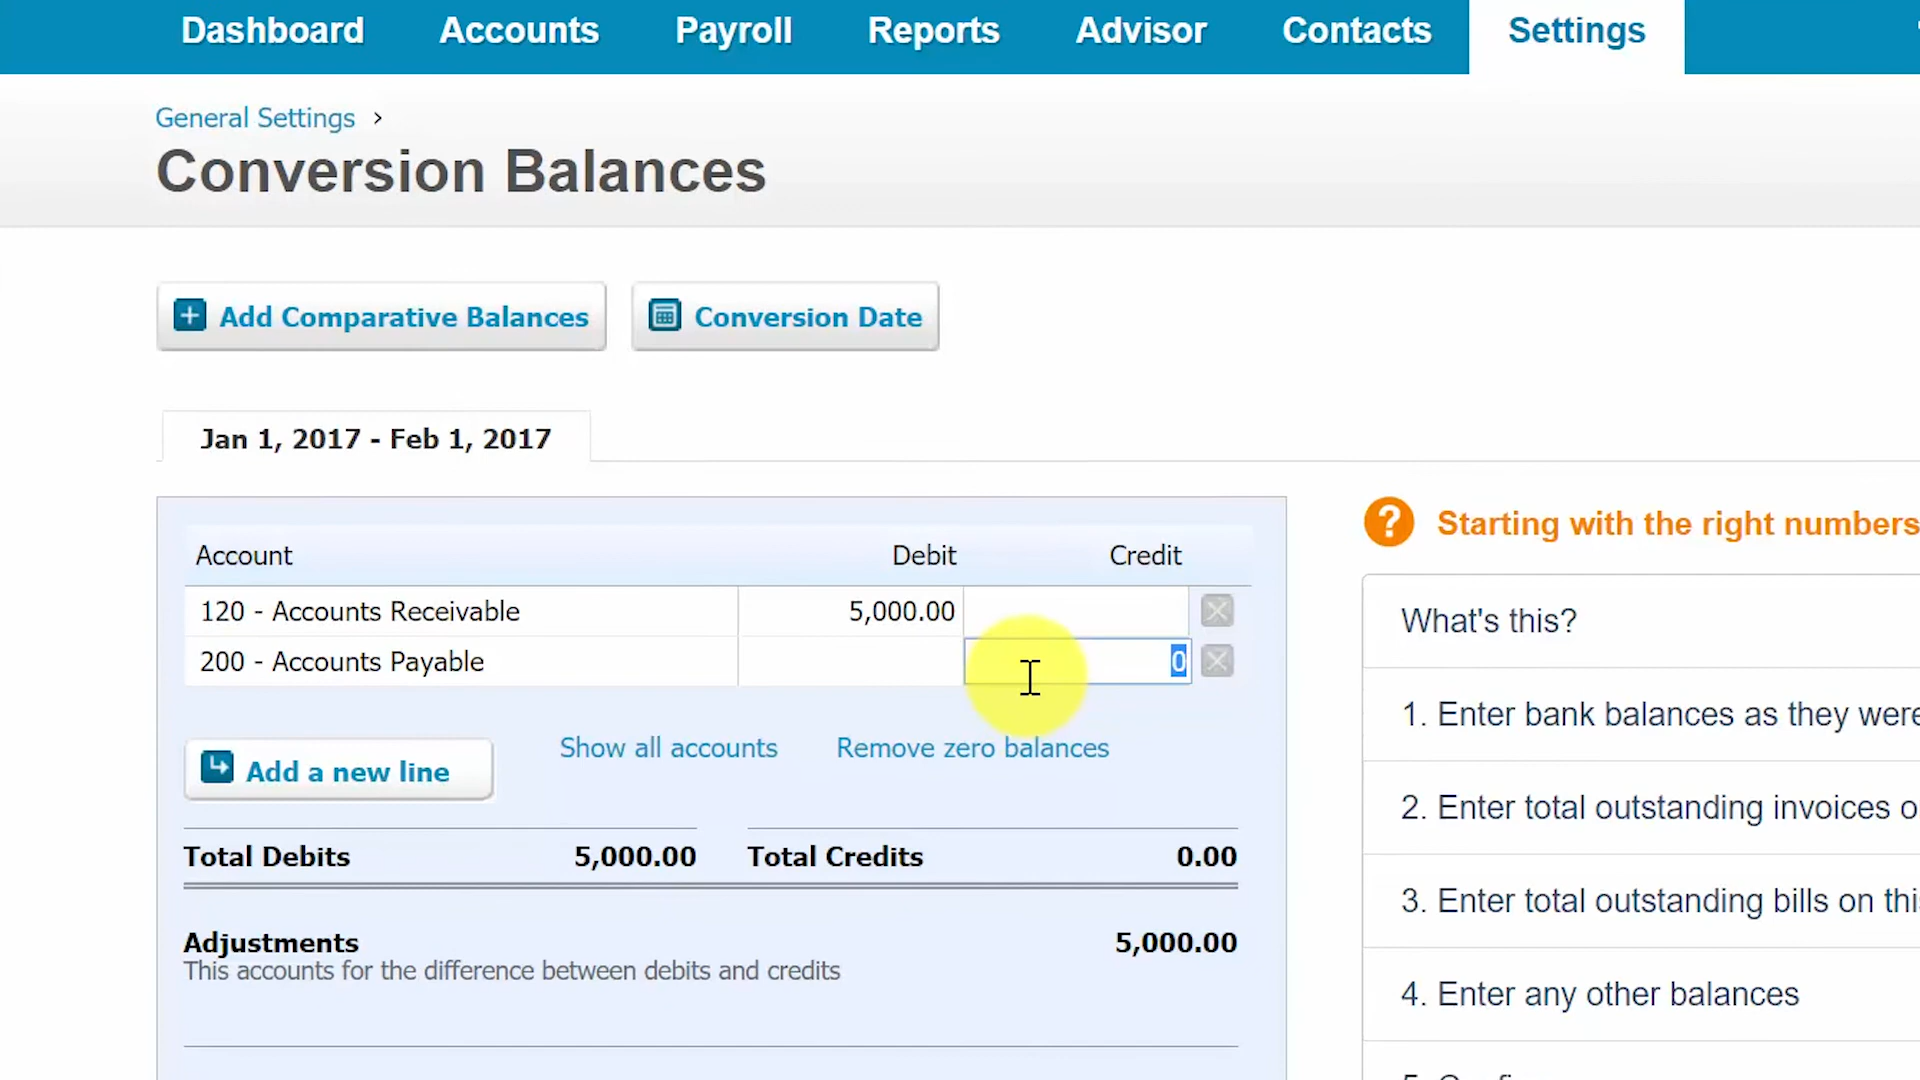 Dashboard Accounts Payroll Reports Advisor Contacts Settings
General Settings ›
Conversion Balances
Add Comparative Balances Conversion Date
Jan 1, 2017 - Feb 1, 2017
Account Debit Credit
120 - Accounts Receivable 5,000.00
200 - Accounts Payable 0
Add a new line Show all accounts Remove zero balances
Total Debits 5,000.00 Total Credits 0.00
Adjustments 5,000.00
This accounts for the difference between debits and credits
? Starting with the right numbers
What's this?
1. Enter bank balances as they were
2. Enter total outstanding invoices o
3. Enter total outstanding bills on thi
4. Enter any other balances